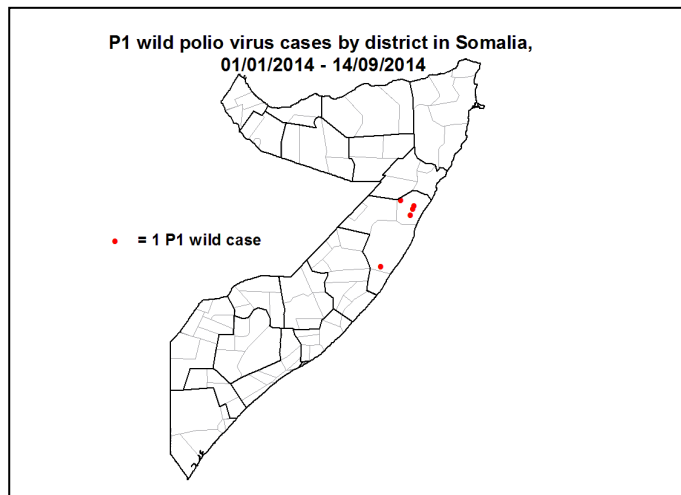 P1 wild polio virus cases by district in Somalia,
01/01/2014 - 14/09/2014
= 1 P1 wild case